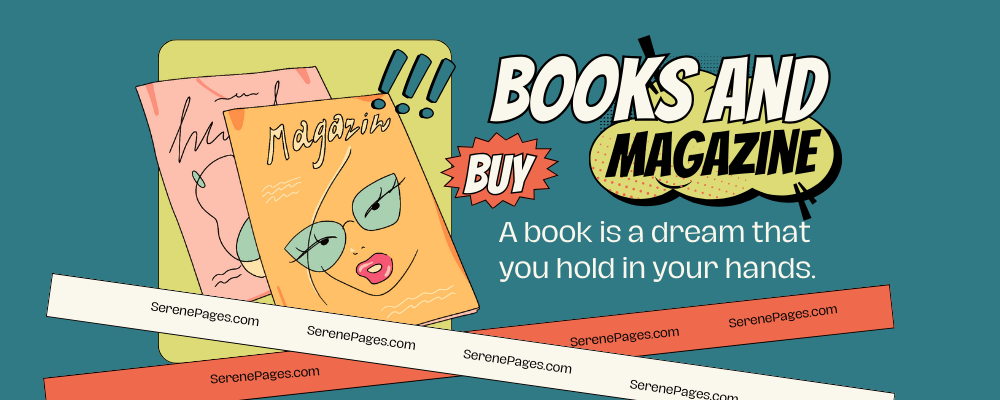 Magazin
BOOKS AND
MAGAZINE
BUY
A book is a dream that
you hold in your hands.
SerenePages.com
SerenePages.com
SerenePages.com
SerenePages.com
SerenePages.com
SerenePages.com
SerenePages.com